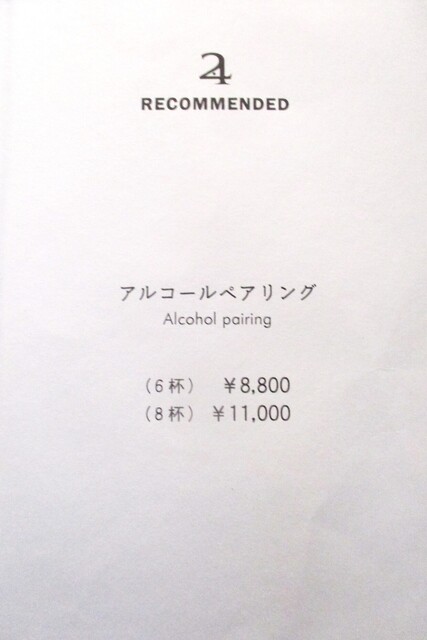 24
RECOMMENDED
アルコールペアリング
Alcohol pairing
（6杯） ￥8,800
（8杯） ￥11,000